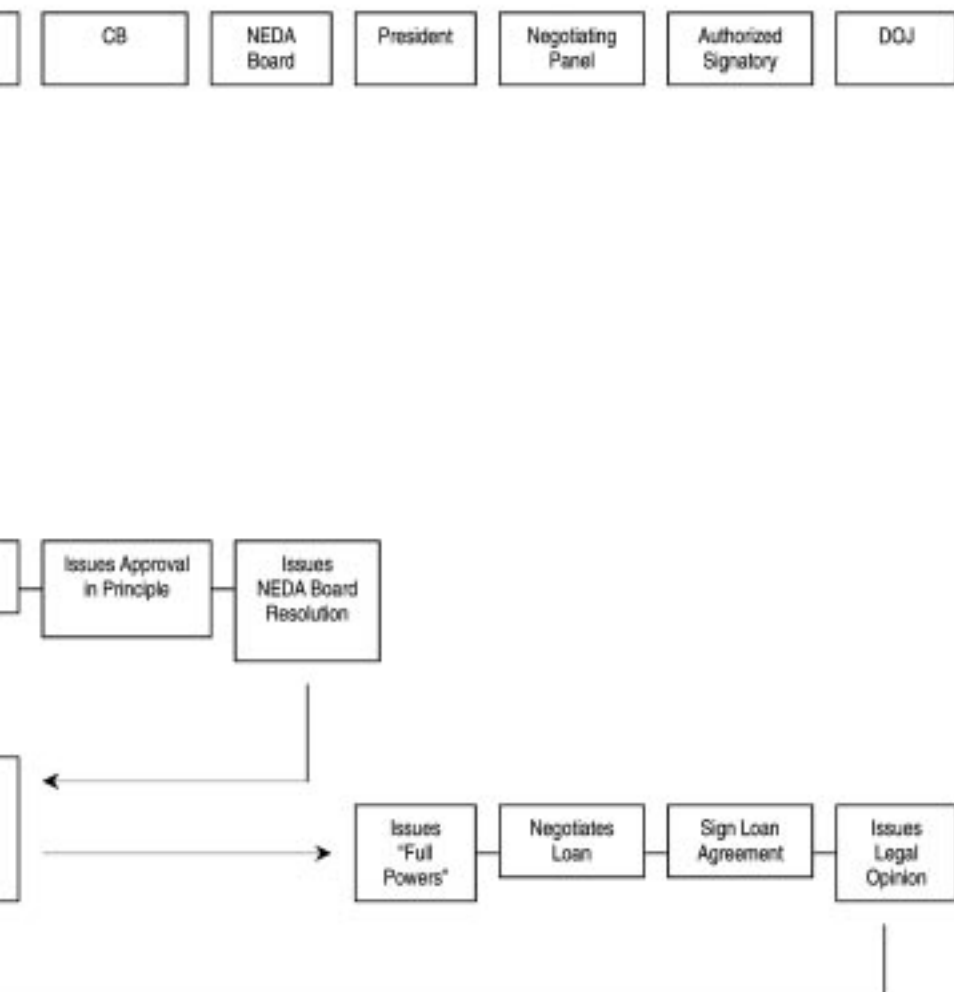 CB
NEDA
Board
President
Negotiating
Panel
Authorized
Signatory
DOJ
Issues Approval
in Principle
Issues
NEDA Board
Resolution
Issues
"Full
Powers"
Negotiates
Loan
Sign Loan
Agreement
Issues
Legal
Opinion